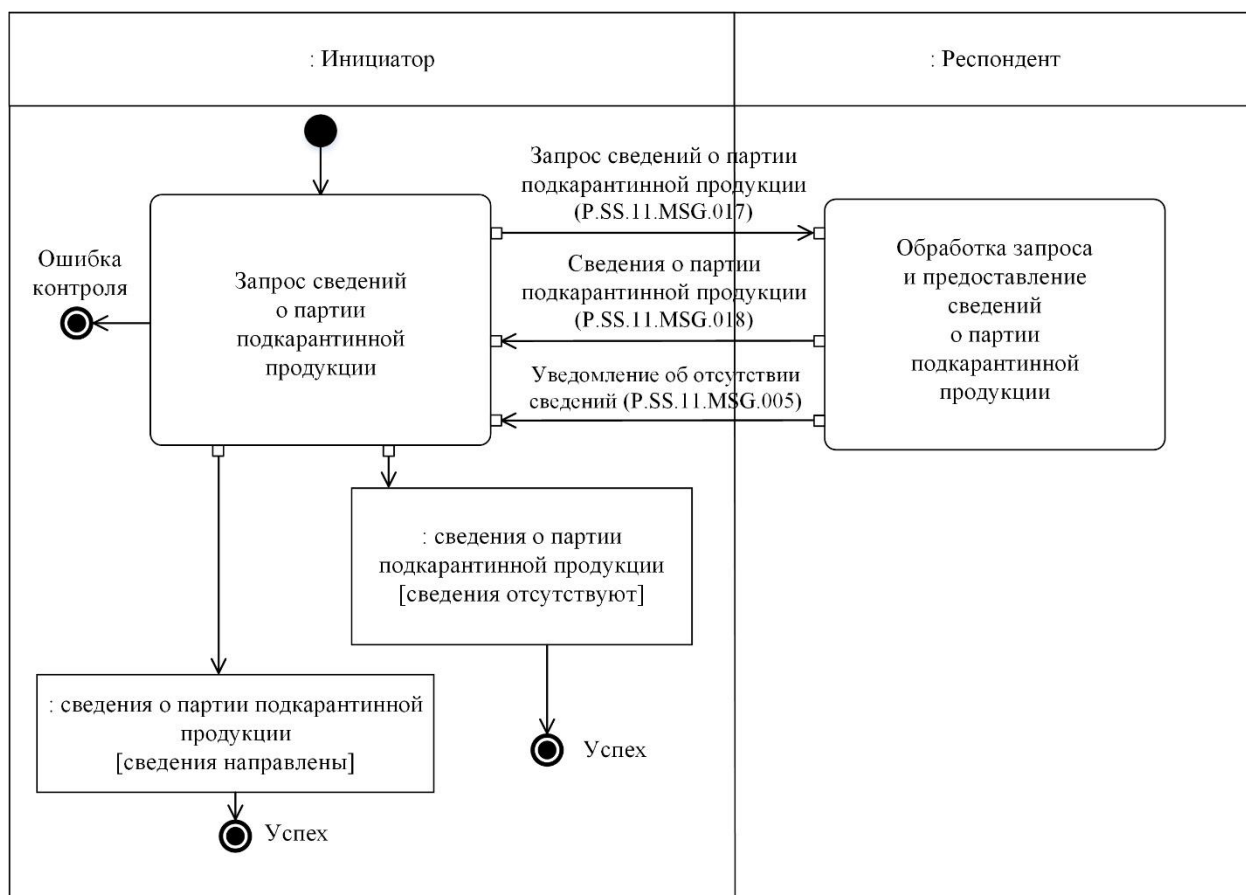 : Инициатор
: Респондент
Запрос сведений о партии
подкарантинной продукции
(P.SS.11.MSG.017)
Ошибка
контроля
Запрос сведений
о партии
подкарантинной
продукции
Сведения о партии
подкарантинной продукции
(P.SS.11.MSG.018)
Уведомление об отсутствии
сведений (P.SS.11.MSG.005)
Обработка запроса
и предоставление
сведений
о партии
подкарантинной
продукции
: сведения о партии
подкарантинной продукции
[сведения отсутствуют]
: сведения о партии подкарантинной
продукции
[сведения направлены]
Успех
Успех